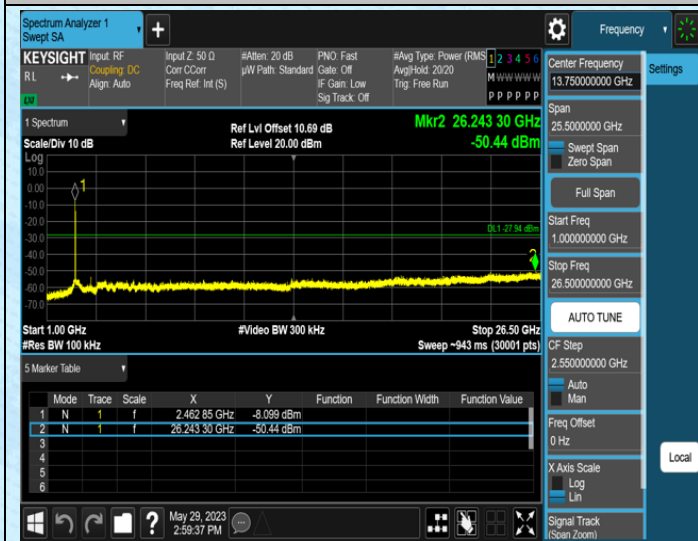 Spectrum Analyzer 1
Swept SA
+
Frequency
KEYSIGHT
RL
LXI
Input: RF
Coupling: DC
Align: Auto
Input Z: 50 Ω
Corr CCorr
Freq Ref: Int (S)
#Atten: 20 dB
µW Path: Standard
PNO: Fast
Gate: Off
IF Gain: Low
Sig Track: Off
#Avg Type: Power (RMS
Avg|Hold: 20/20
Trig: Free Run
1 2 3 4 5 6
M W W W W W
P P P P P P
1 Spectrum
Scale/Div 10 dB
Ref Lvl Offset 10.69 dB
Ref Level 20.00 dBm
Mkr2 26.243 30 GHz
-50.44 dBm
Log
10.0
0.00
-10.0
-20.0
-30.0
-40.0
-50.0
-60.0
-70.0
1
DL1 -27.94 dBm
2
Start 1.00 GHz
#Res BW 100 kHz
#Video BW 300 kHz
Stop 26.50 GHz
Sweep ~943 ms (30001 pts)
5 Marker Table
Mode Trace Scale X Y Function Function Width Function Value
1 N 1 f 2.462 85 GHz -8.099 dBm
2 N 1 f 26.243 30 GHz -50.44 dBm
3
4
5
6
May 29, 2023
2:59:37 PM
?
Center Frequency
13.750000000 GHz
Span
25.5000000 GHz
Swept Span
Zero Span
Full Span
Start Freq
1.000000000 GHz
Stop Freq
26.500000000 GHz
AUTO TUNE
CF Step
2.550000000 GHz
Auto
Man
Freq Offset
0 Hz
X Axis Scale
Log
Lin
Signal Track
(Span Zoom)
Settings
Local